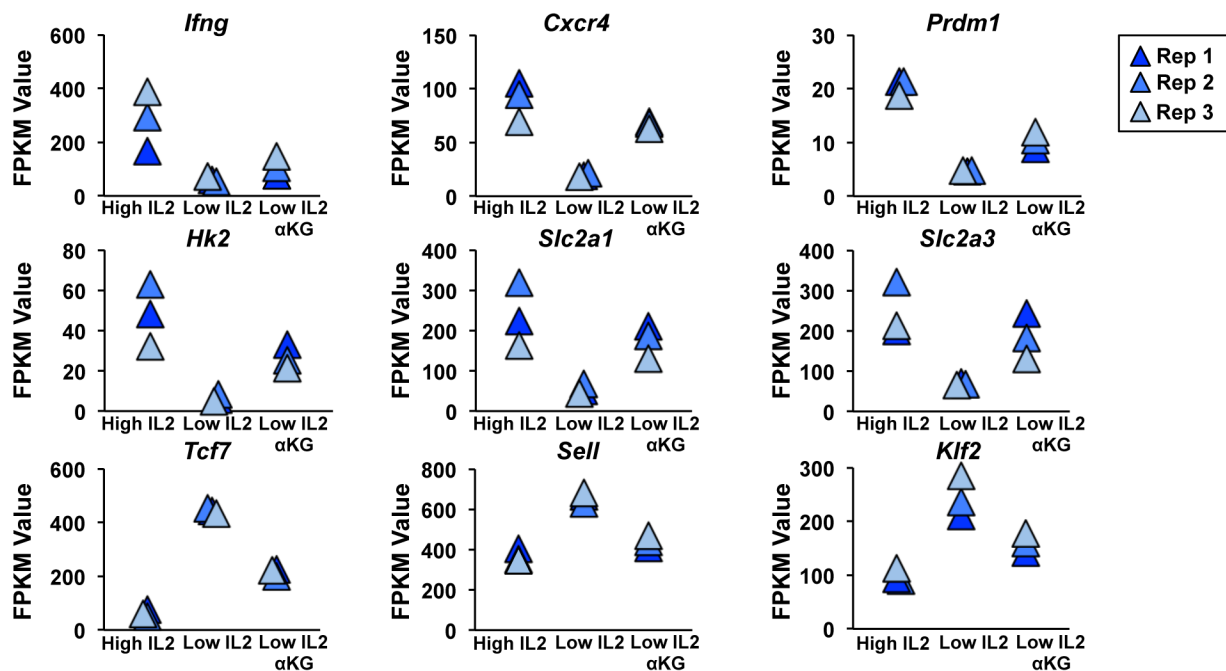 Ifng
Cxcr4
Prdm1
FPKM Value
600
400
200
0
High IL2
Low IL2
Low IL2
αKG
FPKM Value
150
100
50
0
High IL2
Low IL2
Low IL2
αKG
FPKM Value
30
20
10
0
High IL2
Low IL2
Low IL2
αKG
Rep 1
Rep 2
Rep 3
Hk2
Slc2a1
Slc2a3
FPKM Value
80
60
40
20
0
High IL2
Low IL2
Low IL2
αKG
FPKM Value
400
300
200
100
0
High IL2
Low IL2
Low IL2
αKG
FPKM Value
400
300
200
100
0
High IL2
Low IL2
Low IL2
αKG
Tcf7
Sell
Klf2
FPKM Value
600
400
200
0
High IL2
Low IL2
Low IL2
αKG
FPKM Value
800
600
400
200
0
High IL2
Low IL2
Low IL2
αKG
FPKM Value
300
200
100
0
High IL2
Low IL2
Low IL2
αKG